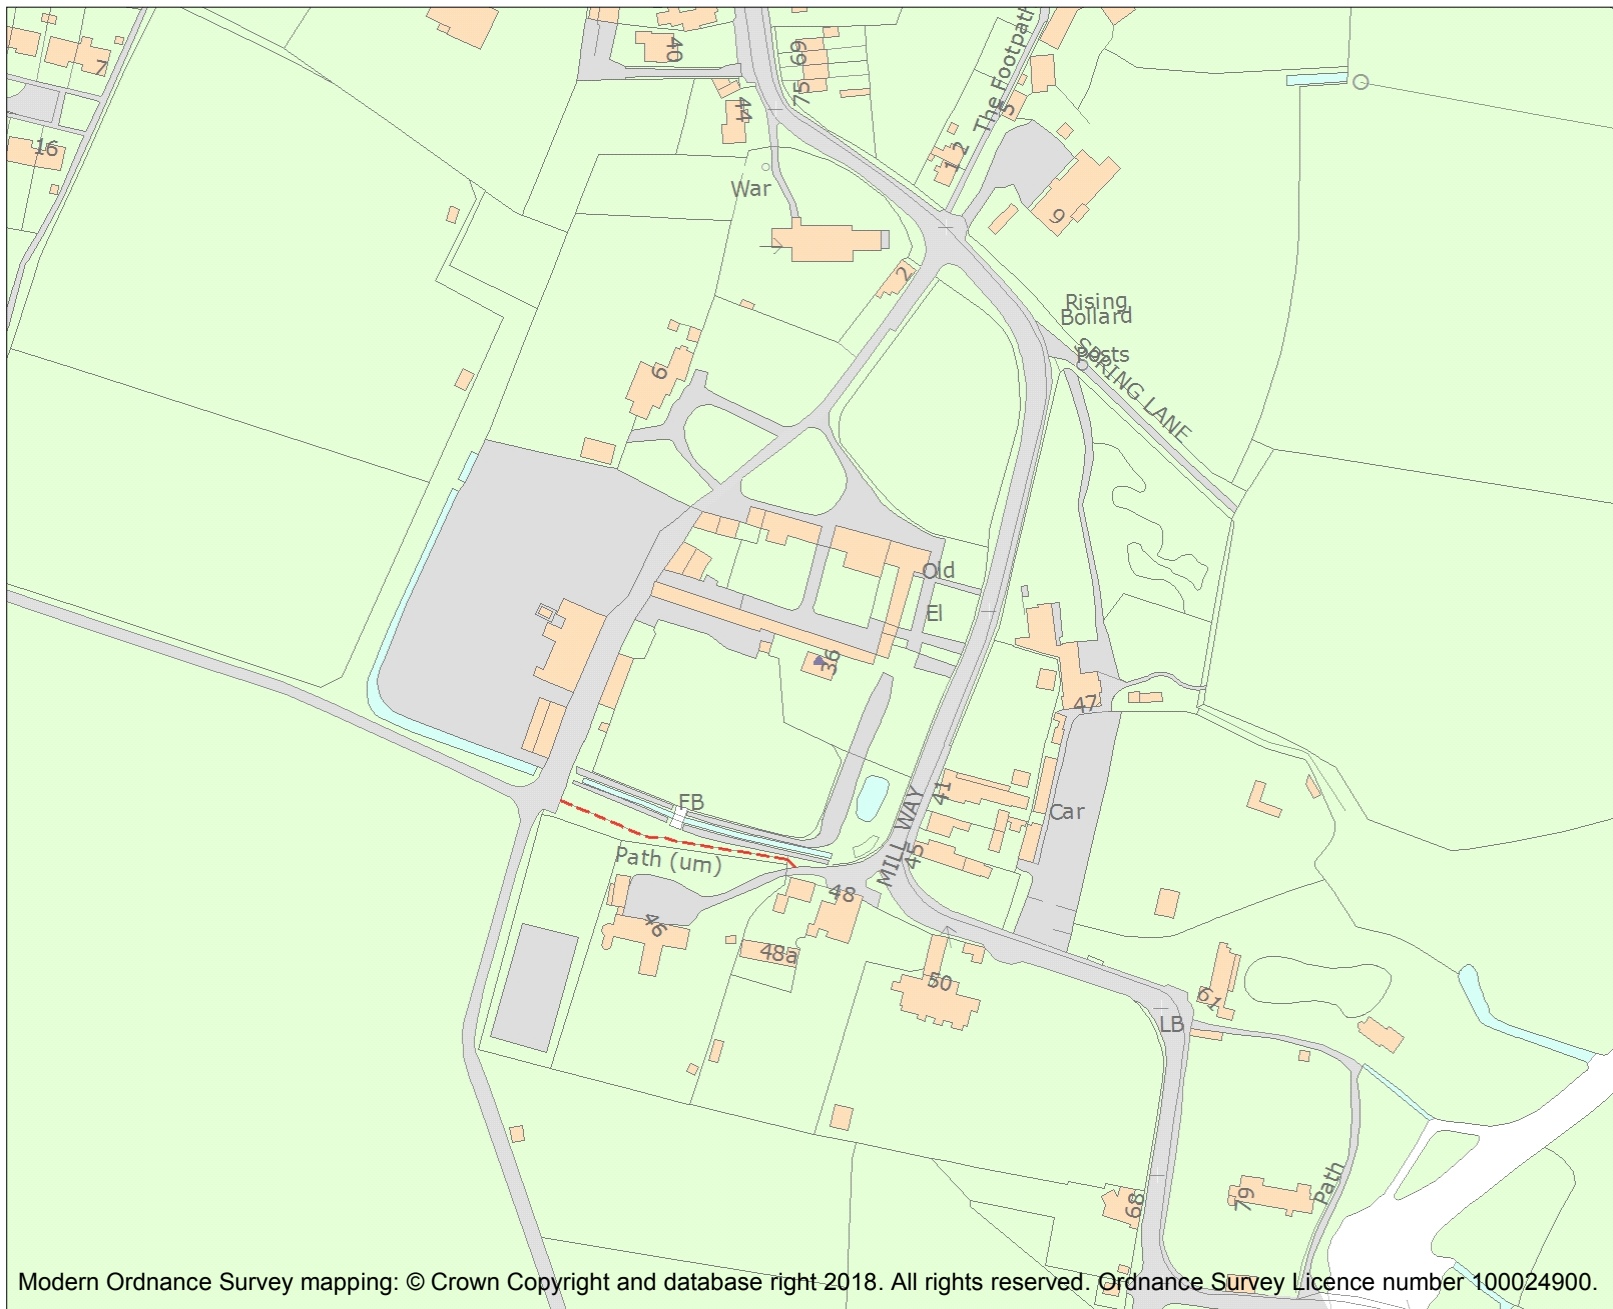 40
69
7
75
The Footpath
5
44
16
1 2
War
9
2
Rising
Bollard
Posts
SPRING LANE
6
Old
El
36
47
41
FB
Car
MILL WAY
45
Path (um)
48
46
48a
50
61
LB
68
79
Path
Modern Ordnance Survey mapping: © Crown Copyright and database right 2018. All rights reserved. Ordnance Survey Licence number 100024900.